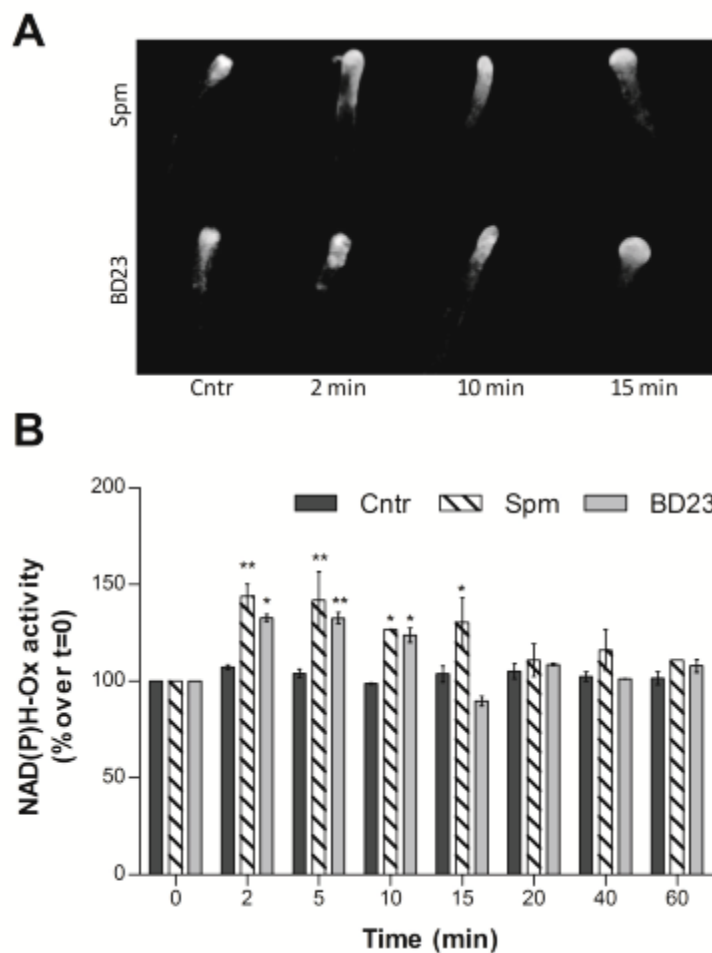 A
Spm
BD23
Cntr 2 min 10 min 15 min
B
Cntr Spm BD23
NAD(P)H-Ox activity
(%over t=0)
200
150
100
50
0
** *
** **
* *
*
0 2 5 10 15 20 40 60
Time (min)